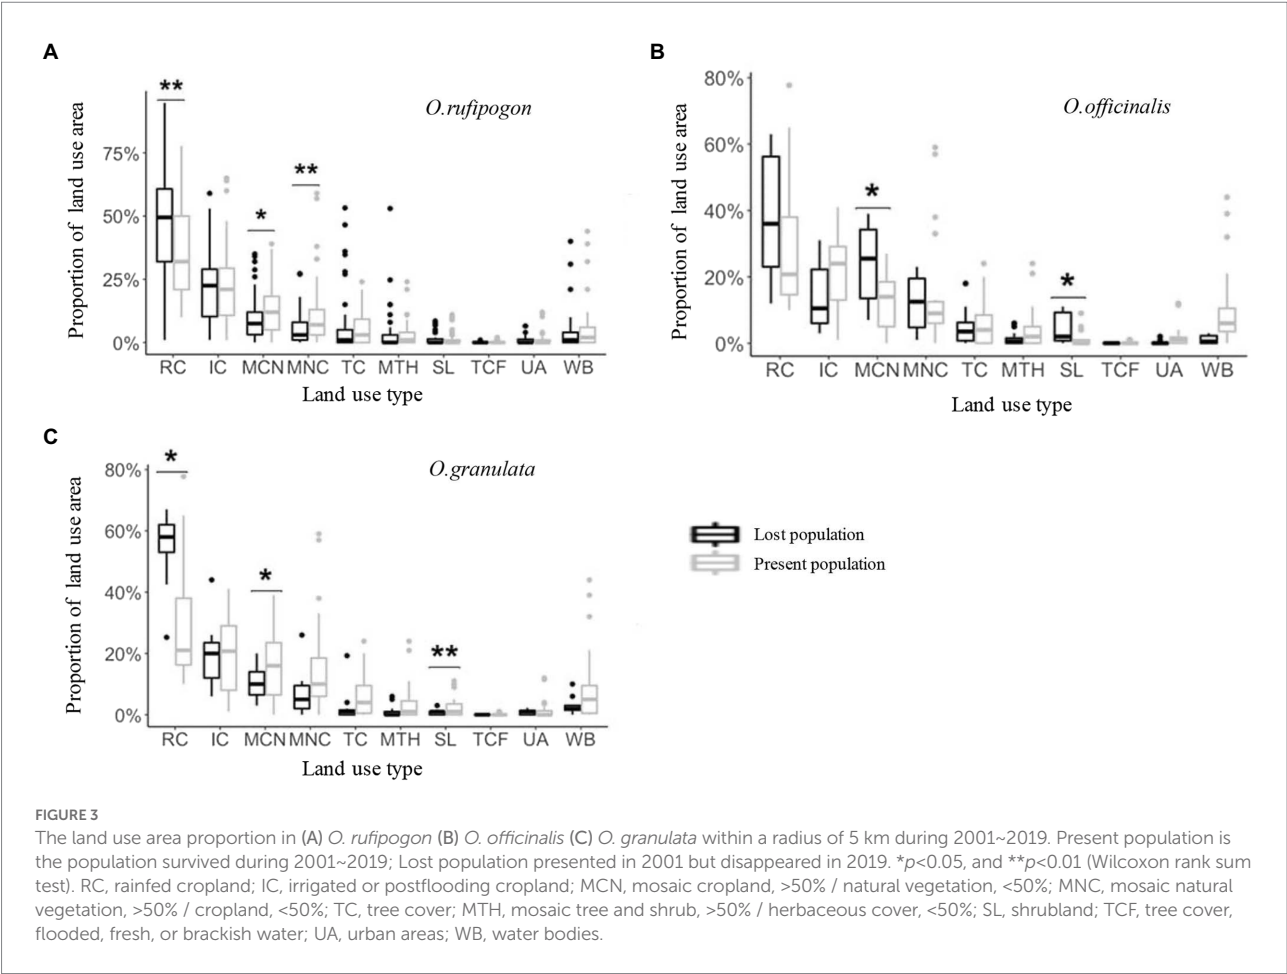 A
**
O.rufipogon
**
*
Proportion of land use area
75%
50%
25%
0%
RC IC MCN MNC TC MTH SL TCF UA WB
Land use type
B
80%
O.officinalis
60%
*
40%
*
20%
0%
Proportion of land use area
RC IC MCN MNC TC MTH SL TCF UA WB
Land use type
C
*
O.granulata
80%
60%
*
40%
**
20%
0%
Proportion of land use area
RC IC MCN MNC TC MTH SL TCF UA WB
Land use type
Lost population
Present population
FIGURE 3
The land use area proportion in (A) O. rufipogon (B) O. officinalis (C) O. granulata within a radius of 5 km during 2001~2019. Present population is
the population survived during 2001~2019; Lost population presented in 2001 but disappeared in 2019. *p<0.05, and **p<0.01 (Wilcoxon rank sum
test). RC, rainfed cropland; IC, irrigated or postflooding cropland; MCN, mosaic cropland, >50% / natural vegetation, <50%; MNC, mosaic natural
vegetation, >50% / cropland, <50%; TC, tree cover; MTH, mosaic tree and shrub, >50% / herbaceous cover, <50%; SL, shrubland; TCF, tree cover,
flooded, fresh, or brackish water; UA, urban areas; WB, water bodies.